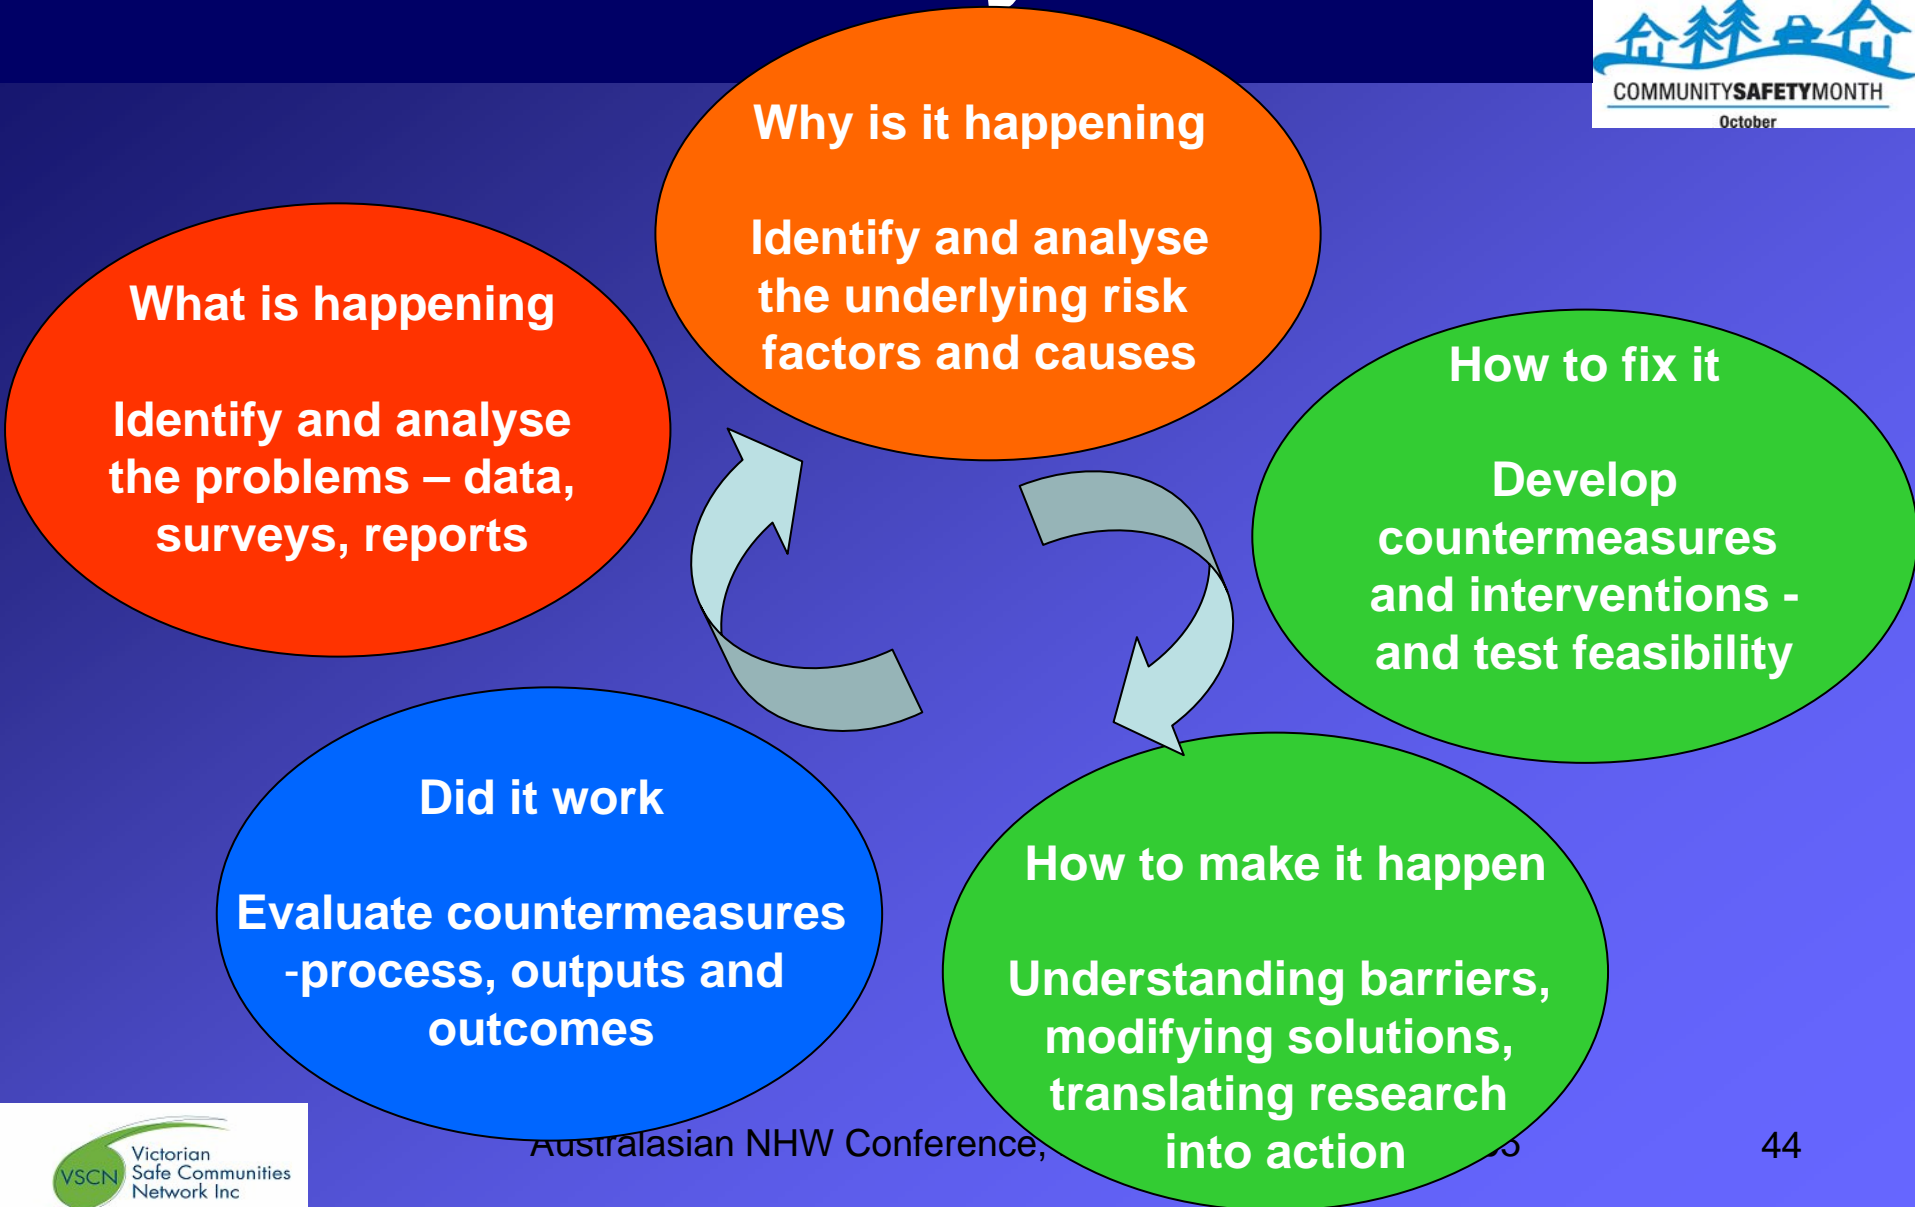 COMMUNITYSAFETYMONTH
October
Why is it happening
Identify and analyse
the underlying risk
factors and causes
What is happening
Identify and analyse
the problems – data,
surveys, reports
How to fix it
Develop
countermeasures
and interventions -
and test feasibility
Did it work
Evaluate countermeasures
-process, outputs and
outcomes
How to make it happen
Understanding barriers,
modifying solutions,
translating research
into action
Australasian NHW Conference,
44
VSCN
Victorian
Safe Communities
Network Inc